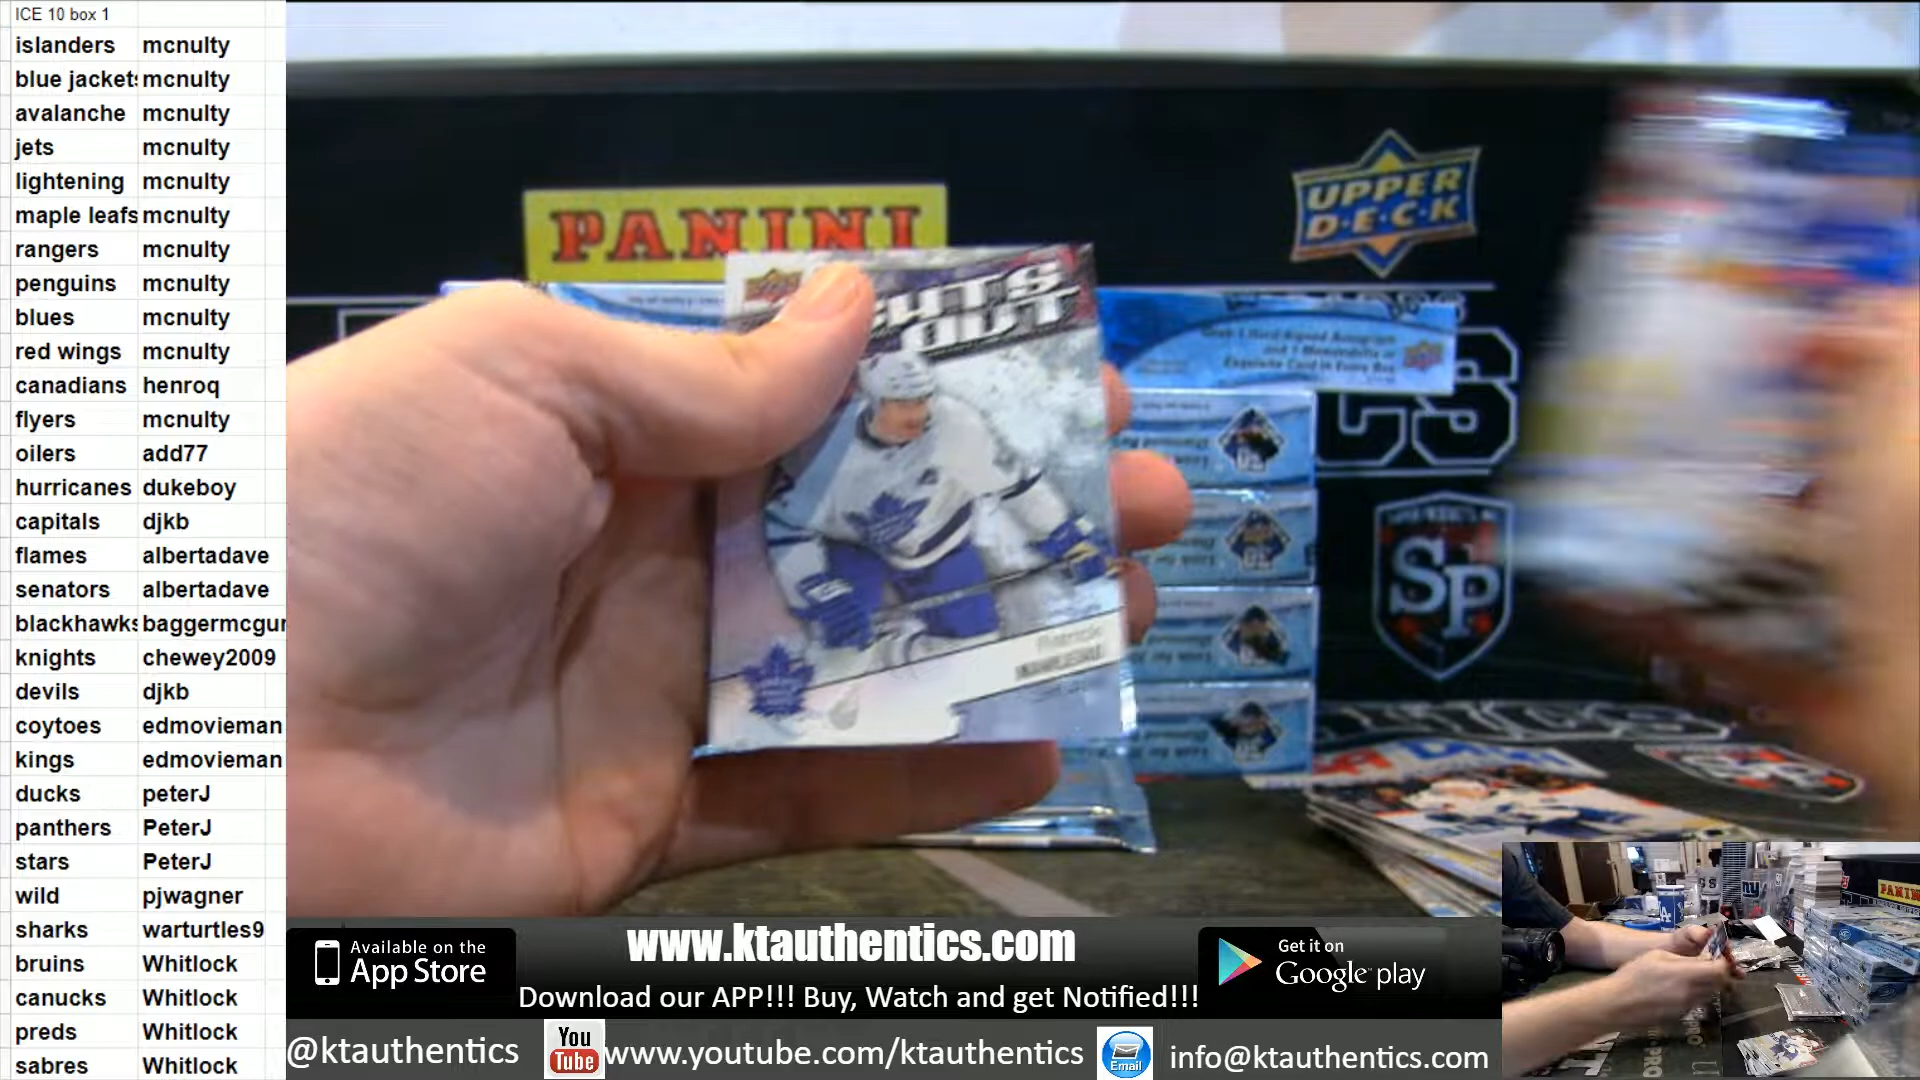 ICE 10 box 1
islanders mcnulty
blue jackets mcnulty
avalanche mcnulty
jets mcnulty
lightening mcnulty
maple leafs mcnulty
rangers mcnulty
penguins mcnulty
blues mcnulty
red wings mcnulty
canadians henroq
flyers mcnulty
oilers add77
hurricanes dukeboy
capitals djkb
flames albertadave
senators albertadave
blackhawks baggermcgur
knights chewey2009
devils djkb
coytoes edmovieman
kings edmovieman
ducks peterJ
panthers PeterJ
stars PeterJ
wild pjwagner
sharks warturtles9
bruins Whitlock
canucks Whitlock
preds Whitlock
sabres Whitlock
PANINI
UPPER
D·E·C·K
OUT
Patrick
MARLEAU
SP
Available on the
App Store
www.ktauthentics.com
Download our APP!!! Buy, Watch and get Notified!!!
Get it on
Google play
@ktauthentics
You
Tube
www.youtube.com/ktauthentics
Email
info@ktauthentics.com